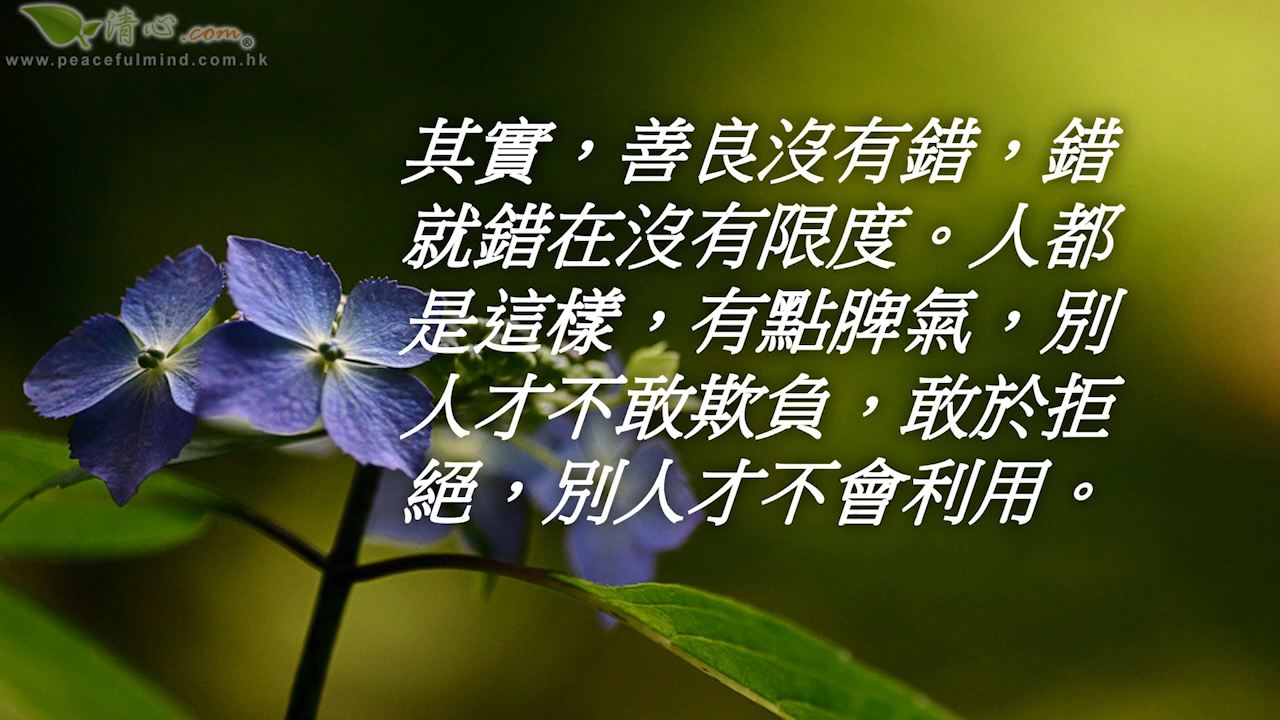 清心.com®
www.peacefulmind.com.hk
其實，善良沒有錯，錯
就錯在沒有限度。人都
是這樣，有點脾氣，別
人才不敢欺負，敢於拒
絕，別人才不會利用。